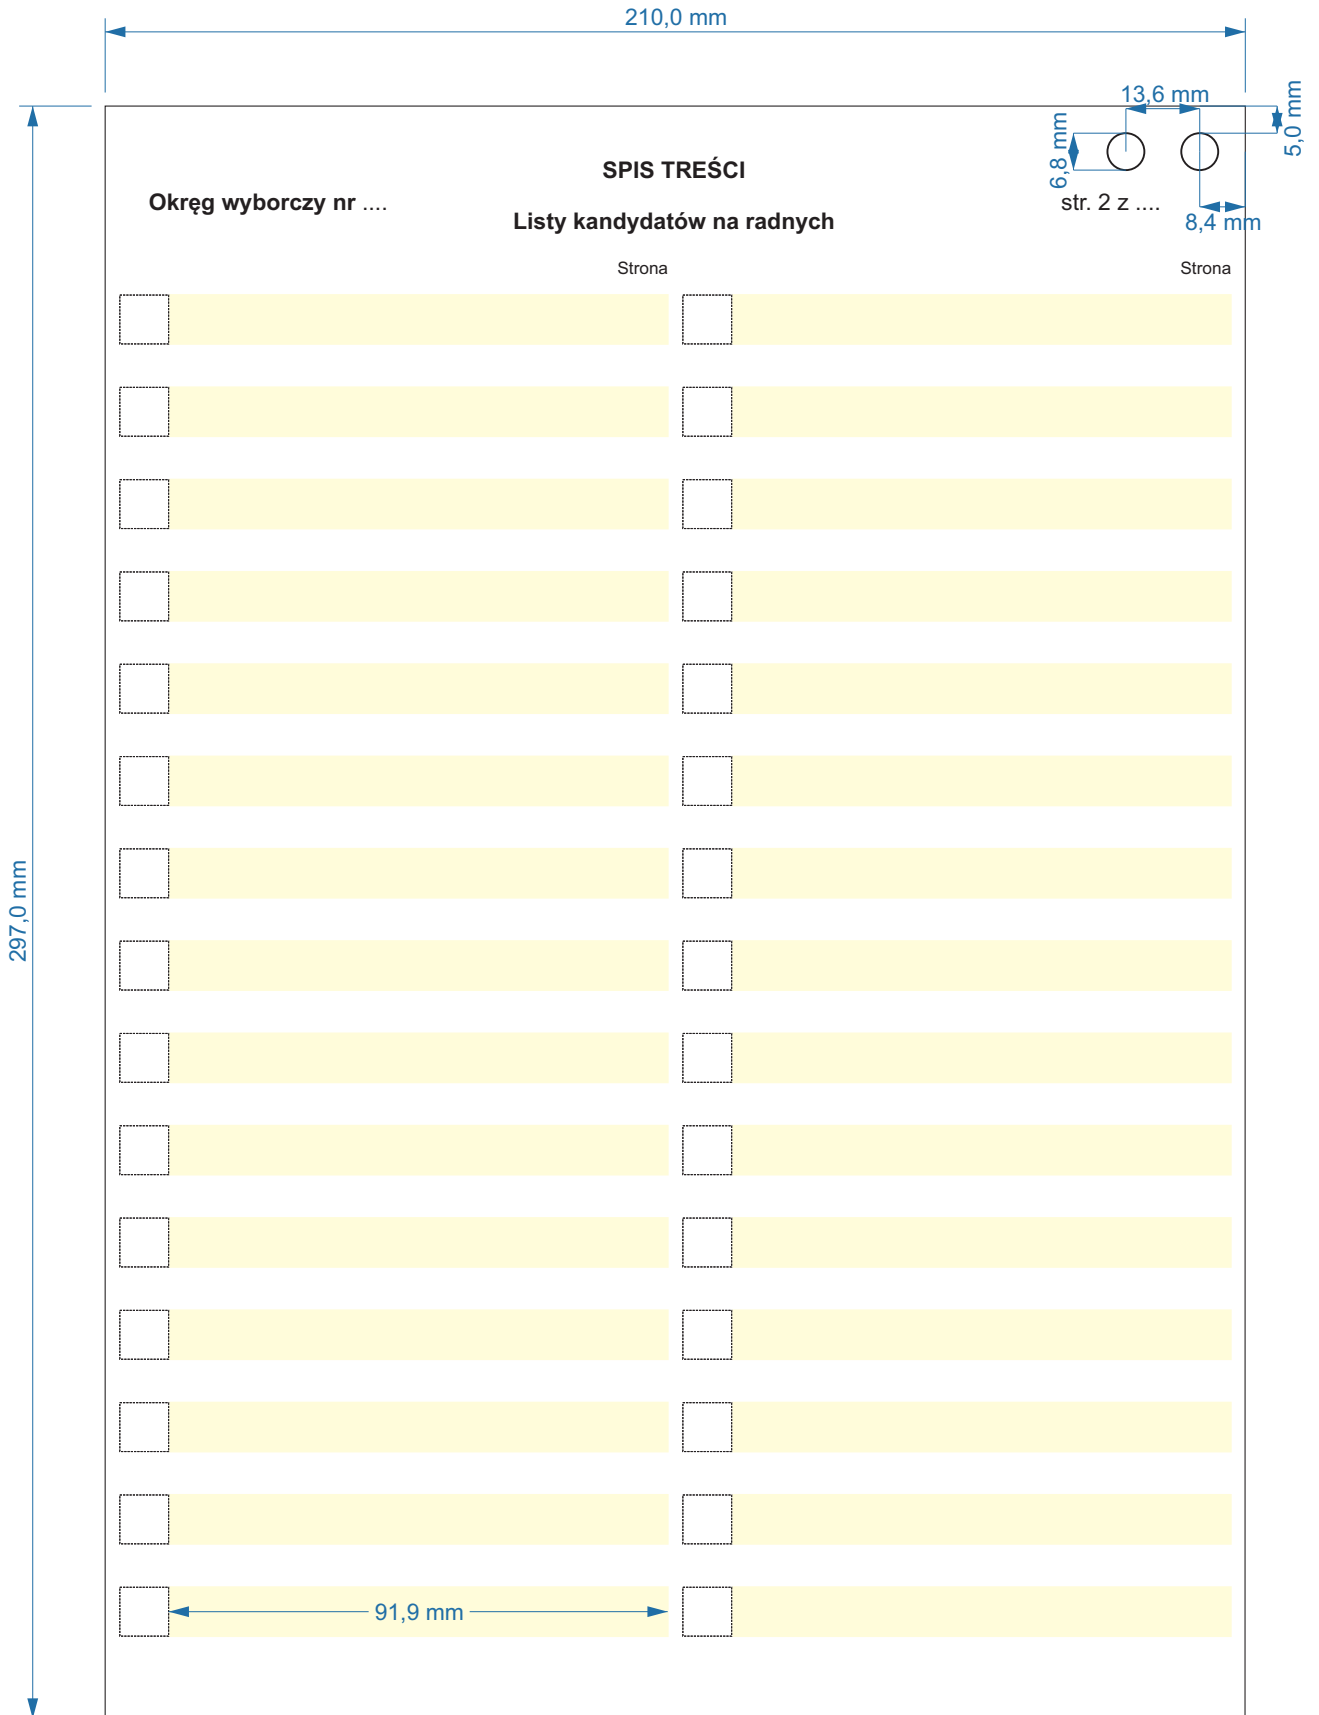 210,0 mm
13,6 mm
5,0 mm
6,8 mm
SPIS TREŚCI
Okręg wyborczy nr ....
str. 2 z ....
Listy kandydatów na radnych
8,4 mm
Strona
Strona
297,0 mm
91,9 mm